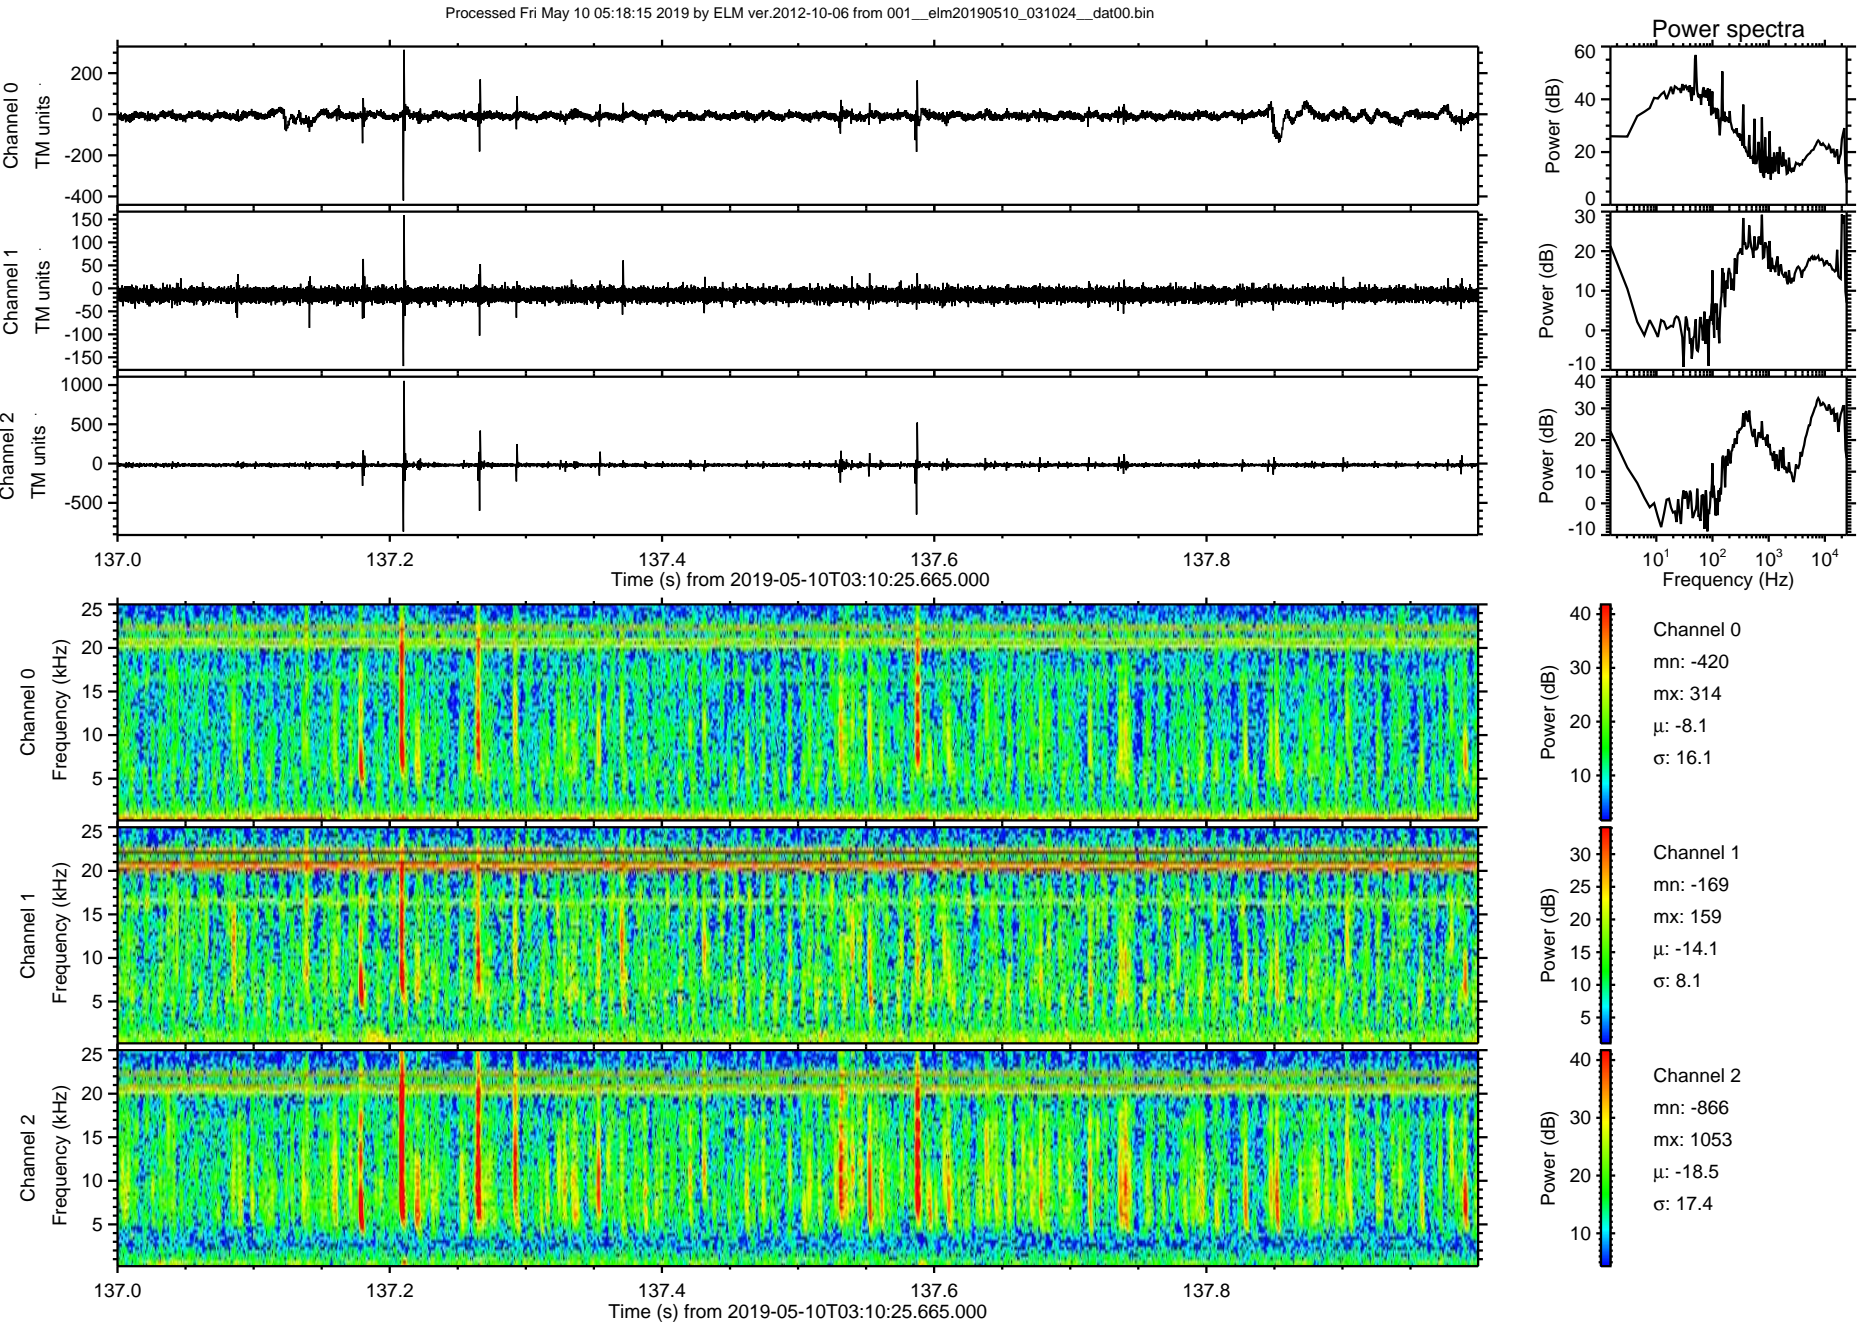 Processed Fri May 10 05:18:15 2019 by ELM ver.2012-10-06 from 001__elm20190510_031024__dat00.bin
Power spectra
Channel 0
TM units
200
0
-200
-400
Power (dB)
60
40
20
0
Channel 1
TM units
150
100
50
0
-50
-100
-150
Power (dB)
30
20
10
0
-10
Channel 2
TM units
1000
500
0
-500
Power (dB)
40
30
20
10
0
-10
137.0 137.2 137.4 137.6 137.8
Time (s) from 2019-05-10T03:10:25.665.000
10¹ 10² 10³ 10⁴
Frequency (Hz)
Channel 0
Frequency (kHz)
25
20
15
10
5
Power (dB)
40
30
20
10
Channel 0
mn: -420
mx: 314
μ: -8.1
σ: 16.1
Channel 1
Frequency (kHz)
25
20
15
10
5
Power (dB)
30
25
20
15
10
5
Channel 1
mn: -169
mx: 159
μ: -14.1
σ: 8.1
Channel 2
Frequency (kHz)
25
20
15
10
5
Power (dB)
40
30
20
10
Channel 2
mn: -866
mx: 1053
μ: -18.5
σ: 17.4
137.0 137.2 137.4 137.6 137.8
Time (s) from 2019-05-10T03:10:25.665.000